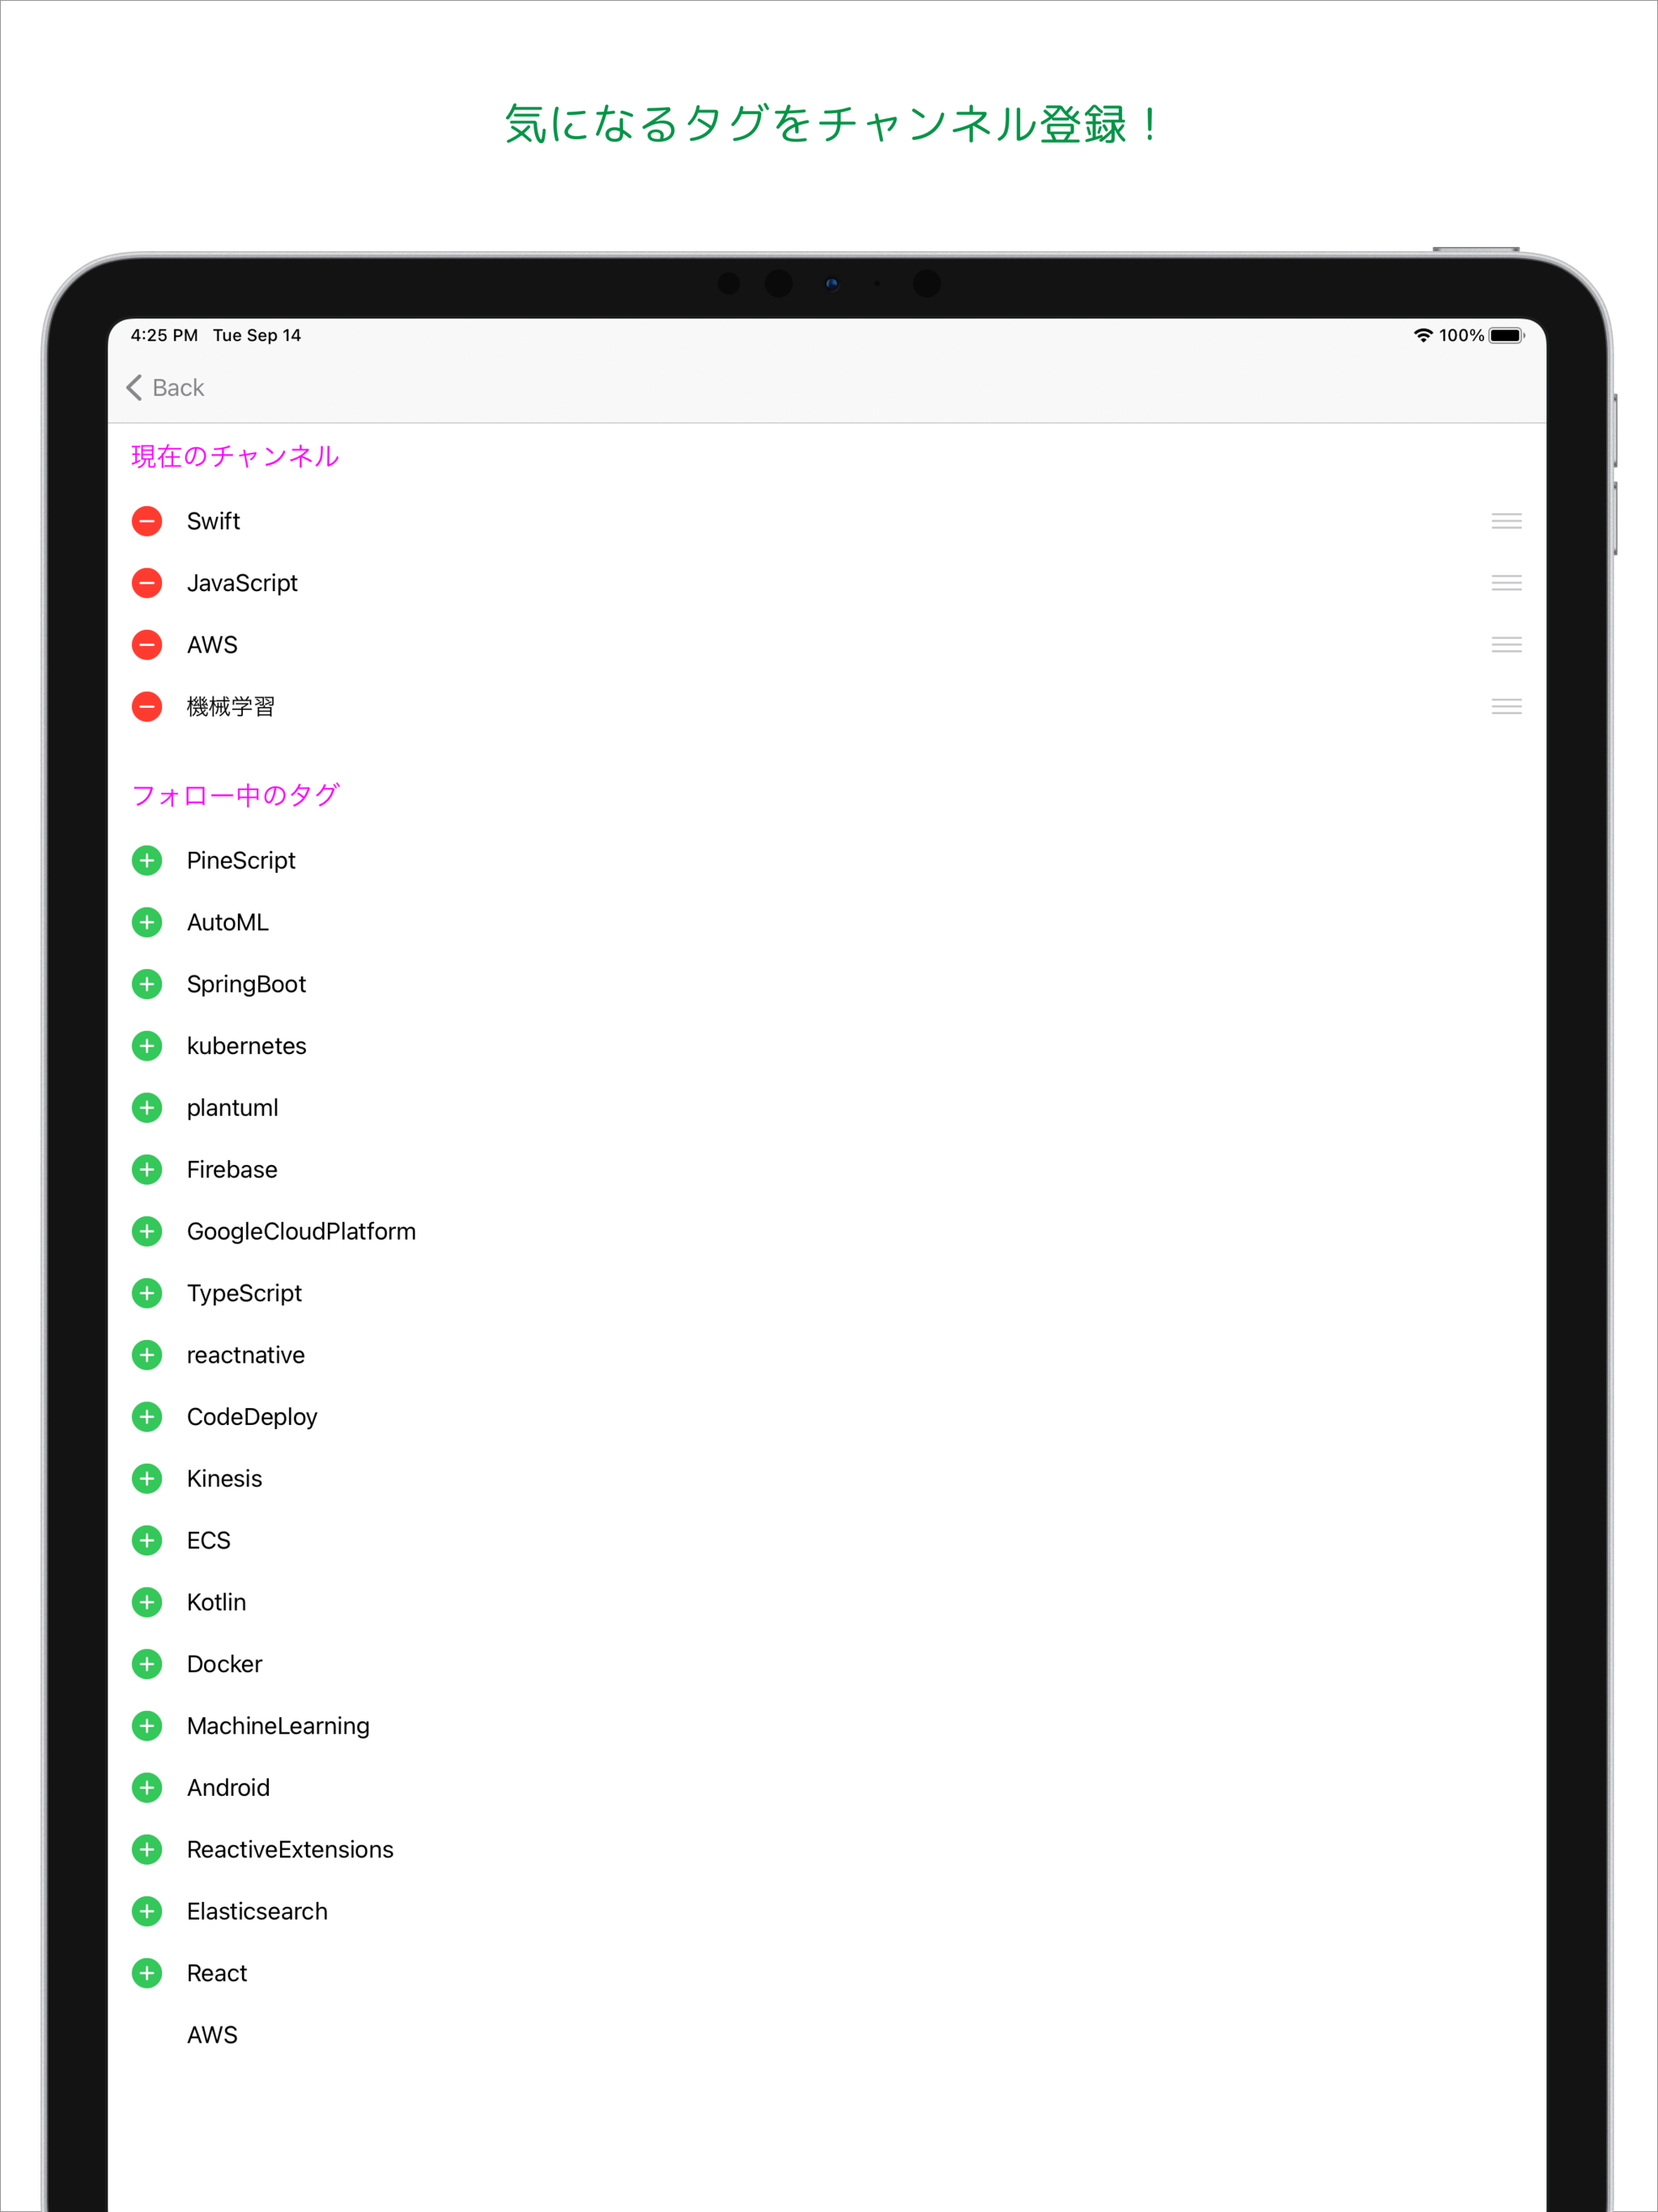 気になるタグをチャンネル登録！
4:25 PM Tue Sep 14
100%
Back
現在のチャンネル
Swift
JavaScript
AWS
機械学習
フォロー中のタグ
PineScript
AutoML
SpringBoot
kubernetes
plantuml
Firebase
GoogleCloudPlatform
TypeScript
reactnative
CodeDeploy
Kinesis
ECS
Kotlin
Docker
MachineLearning
Android
ReactiveExtensions
Elasticsearch
React
AWS